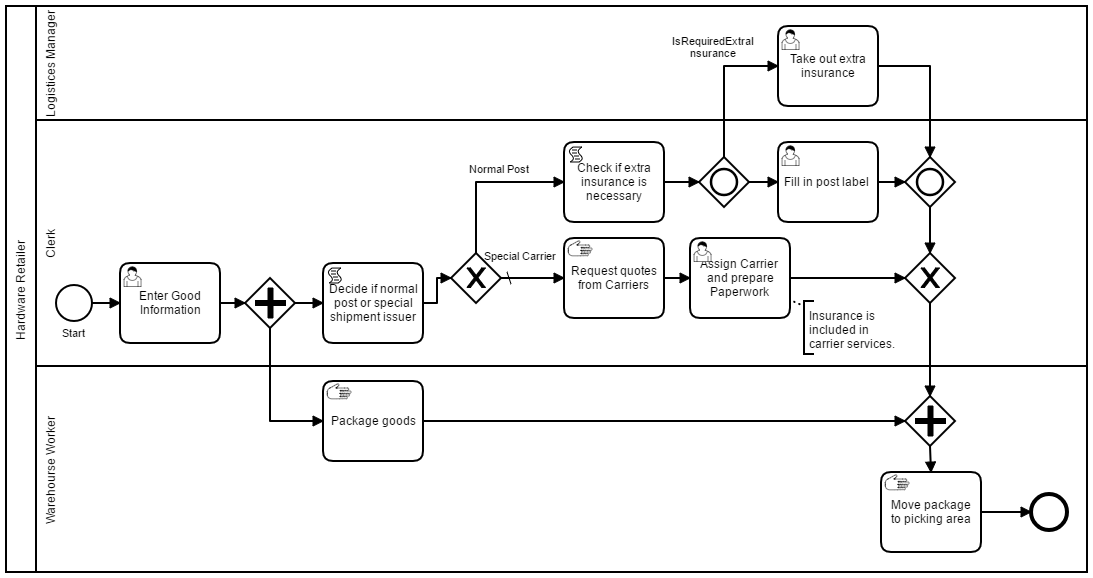 Hardware Retailer
Logistices Manager
IsRequiredExtraI
nsurance
Take out extra
insurance
Clerk
Normal Post
Check if extra
insurance is
necessary
Fill in post label
Special Carrier
Request quotes
from Carriers
Assign Carrier
and prepare
Paperwork
Enter Good
Information
Decide if normal
post or special
shipment issuer
Start
Insurance is
included in
carrier services.
Warehourse Worker
Package goods
Move package
to picking area